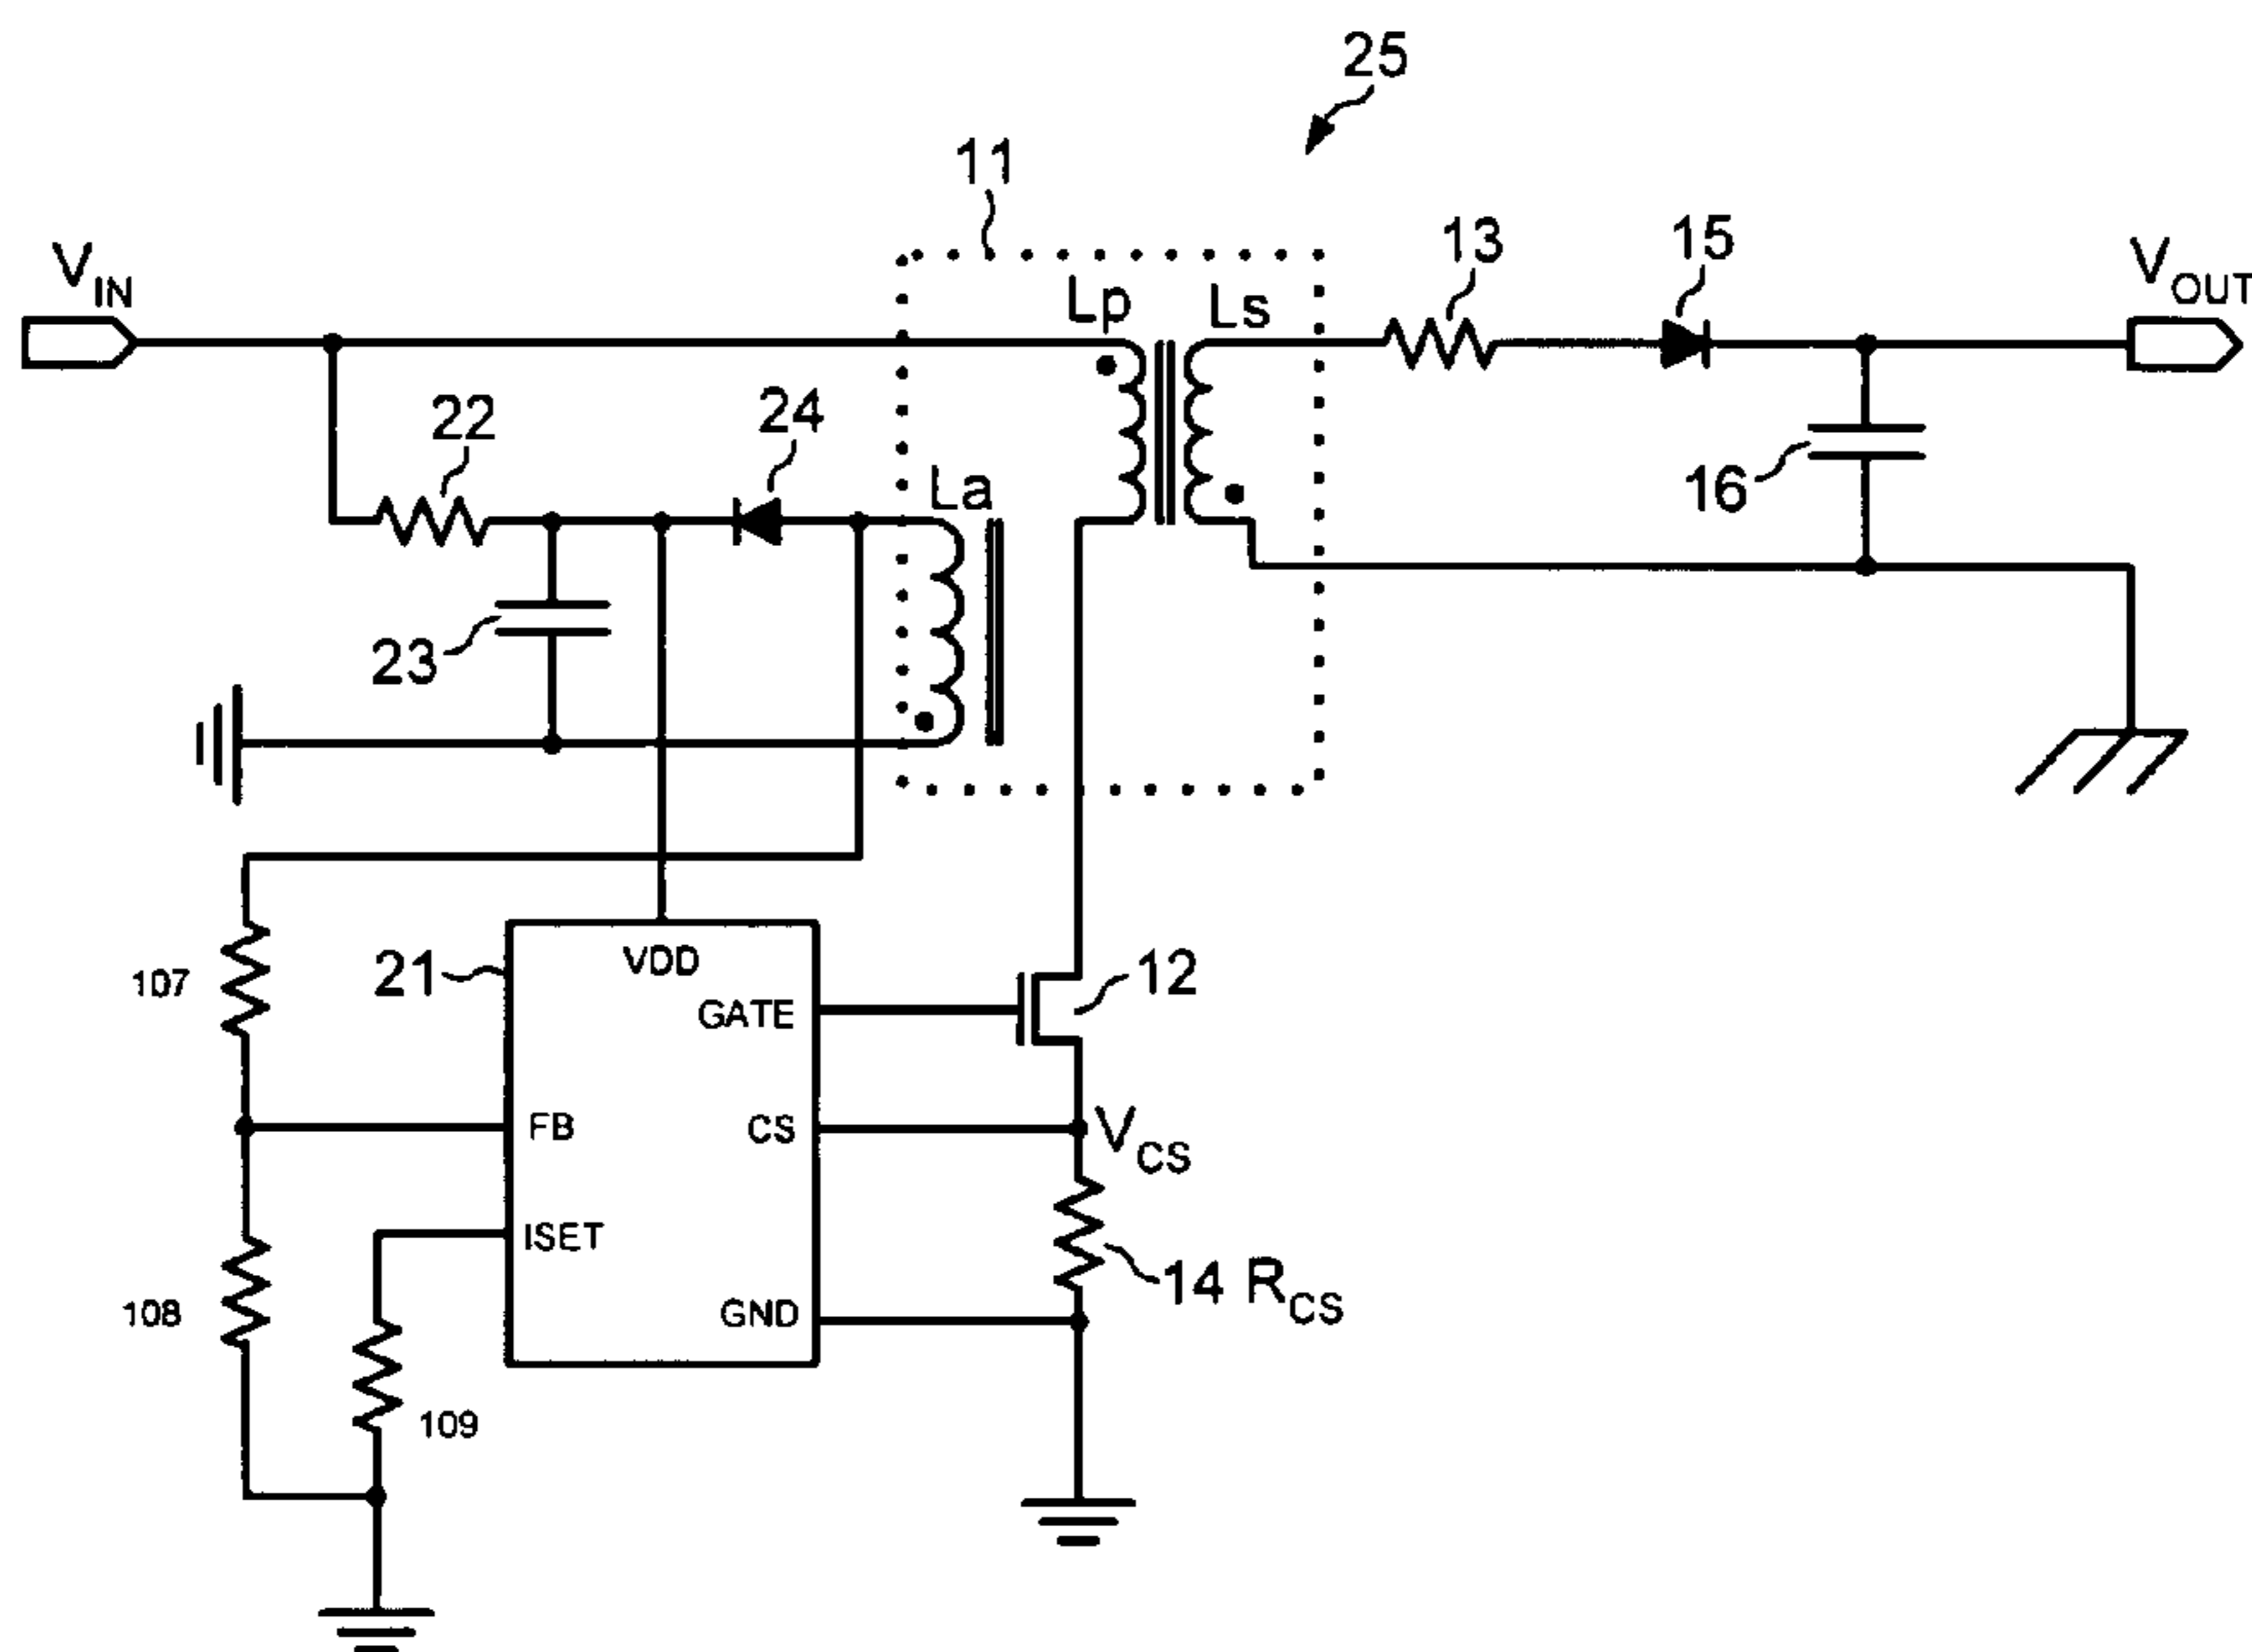 25
11
VIN
Lp
Ls
13
15
VOUT
22
24
La
16
23
107
21
VDD
GATE
12
FB
CS
VCS
ISET
108
GND
14 RCS
109